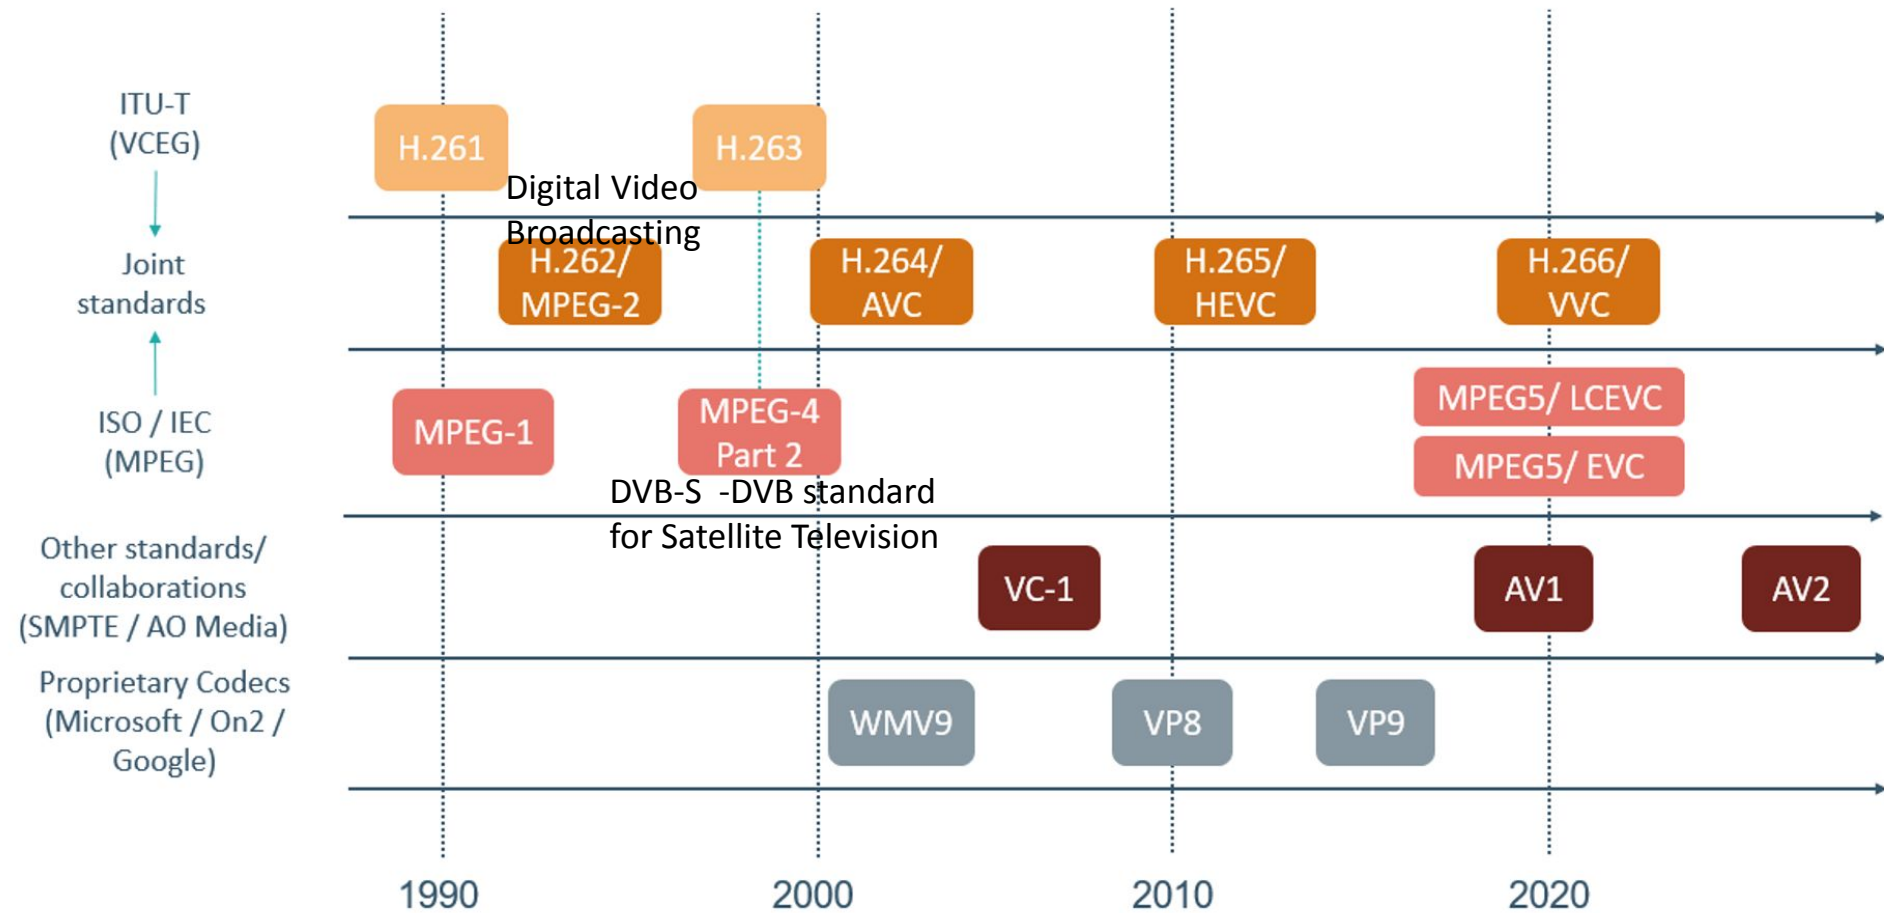 ITU-T
(VCEG)
H.261
H.263
Digital Video
Broadcasting
Joint
standards
H.262/
MPEG-2
H.264/
AVC
H.265/
HEVC
H.266/
VVC
ISO / IEC
(MPEG)
MPEG-1
MPEG-4
Part 2
MPEG5/ LCEVC
MPEG5/ EVC
DVB-S -DVB standard
for Satellite Television
Other standards/
collaborations
(SMPTE / AO Media)
VC-1
AV1
AV2
Proprietary Codecs
(Microsoft / On2 /
Google)
WMV9
VP8
VP9
1990
2000
2010
2020